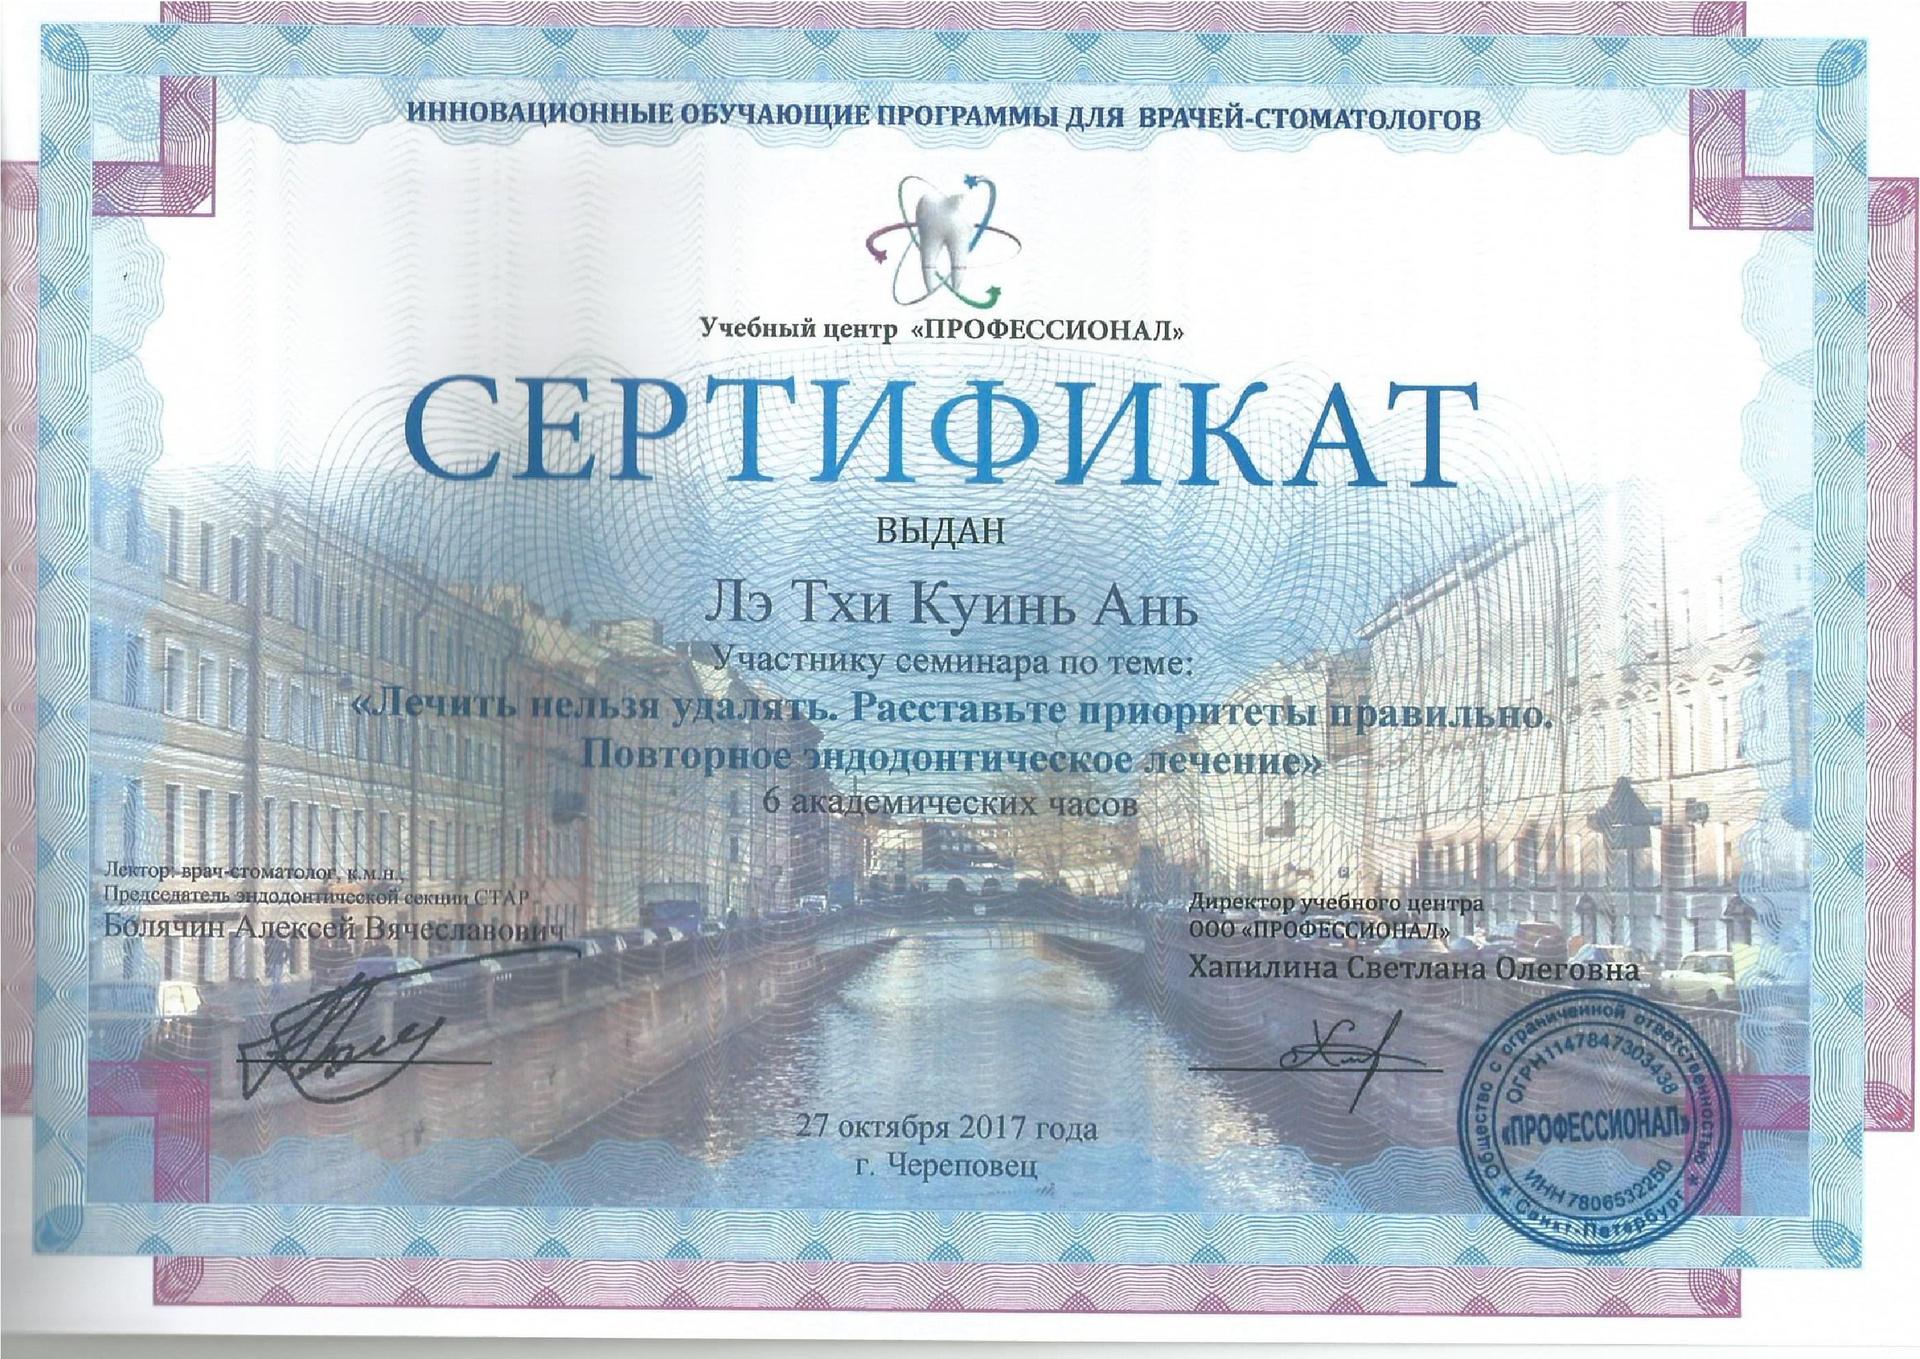 ИННОВАЦИОННЫЕ ОБУЧАЮЩИЕ ПРОГРАММЫ ДЛЯ ВРАЧЕЙ-СТОМАТОЛОГОВ
Учебный центр «ПРОФЕССИОНАЛ»
СЕРТИФИКАТ
ВЫДАН
Лэ Тхи Куинь Ань
Участнику семинара по теме:
«Лечить нельзя удалять. Расставьте приоритеты правильно.
Повторное эндодонтическое лечение»
6 академических часов
Лектор: врач-стоматолог, к.м.н.,
Председатель эндодонтической секции СТАР
Болячин Алексей Вячеславович
Директор учебного центра
ООО «ПРОФЕССИОНАЛ»
Хапилина Светлана Олеговна
27 октября 2017 года
г. Череповец
Общество с ограниченной ответственностью
ОГРН 1147847303438
«ПРОФЕССИОНАЛ»
ИНН 7806532250
Санкт-Петербург